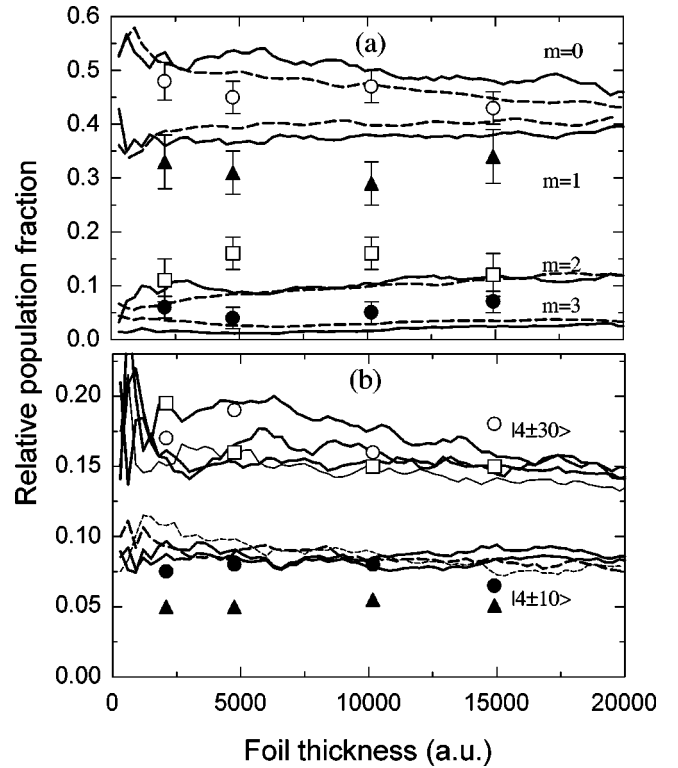 0.6
(a)
m=0
0.5
0.4
0.3
m=1
0.2
m=2
0.1
m=3
0.0
(b)
0.20
|4±30>
0.15
0.10
|4±10>
0.05
0.00
0 5000 10000 15000 20000
Foil thickness (a.u.)
Relative population fraction